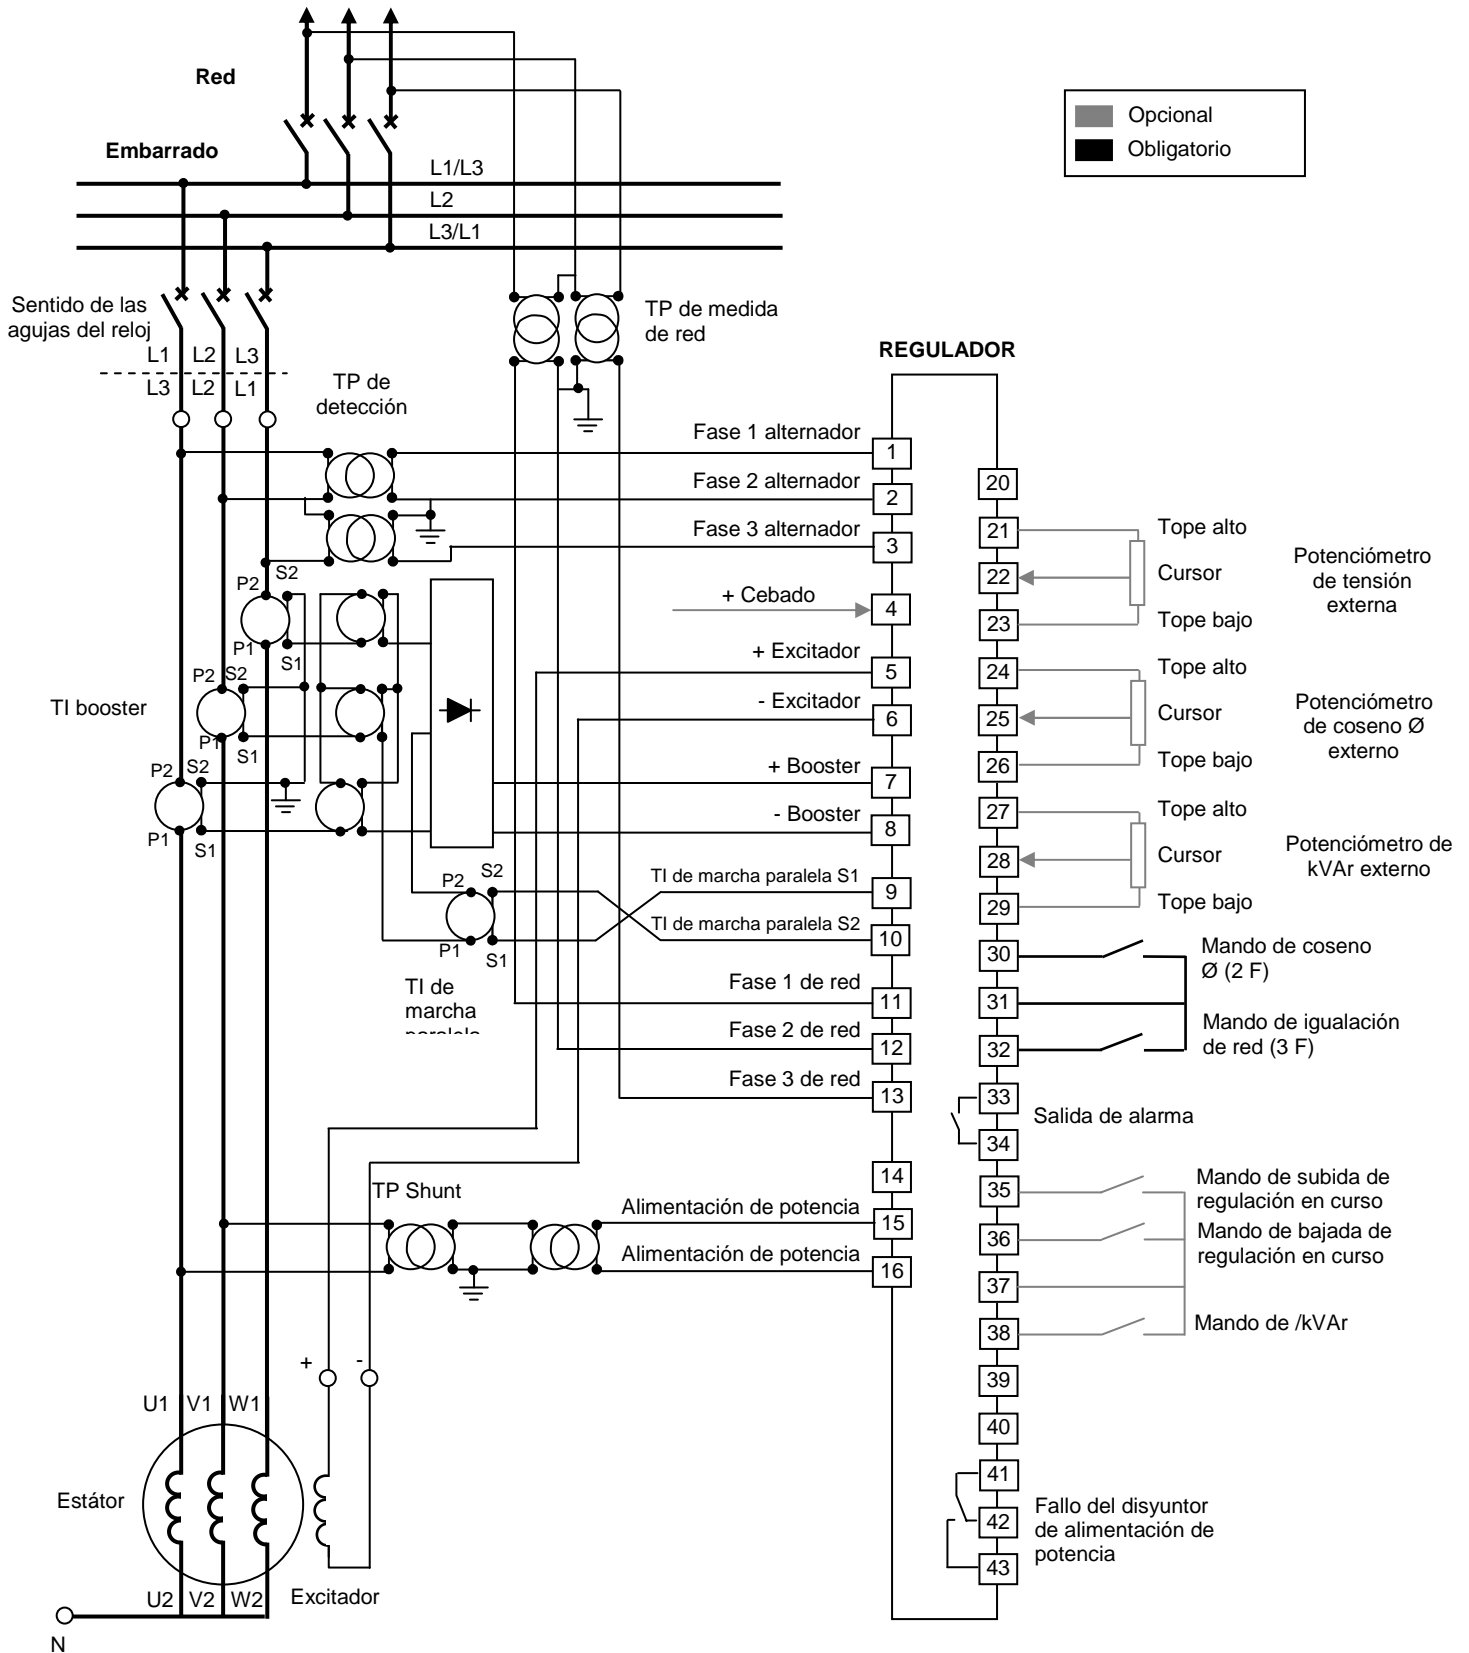 Red
Opcional
Obligatorio
Embarrado
L1/L3
L2
L3/L1
Sentido de las
agujas del reloj
TP de medida
de red
L1 L2 L3
L3 L2 L1
TP de
detección
REGULADOR
Fase 1 alternador
1
Fase 2 alternador
2
Fase 3 alternador
3
+ Cebado
4
+ Excitador
5
- Excitador
6
+ Booster
7
- Booster
8
TI de marcha paralela S1
9
TI de marcha paralela S2
10
Fase 1 de red
11
Fase 2 de red
12
Fase 3 de red
13
14
Alimentación de potencia
15
Alimentación de potencia
16
TI booster
P2 S2
P1 S1
P2 S2
P1 S1
P2 S2
P1 S1
P2 S2
P1 S1
TI de
marcha
TP Shunt
20
21
Tope alto
22
Cursor
23
Tope bajo
Potenciómetro
de tensión
externa
24
Tope alto
25
Cursor
26
Tope bajo
Potenciómetro
de coseno Ø
externo
27
Tope alto
28
Cursor
29
Tope bajo
Potenciómetro de
kVAr externo
30
Mando de coseno
Ø (2 F)
31
32
Mando de igualación
de red (3 F)
33
Salida de alarma
34
35
Mando de subida de
regulación en curso
36
Mando de bajada de
regulación en curso
37
38
Mando de /kVAr
39
40
41
42
43
Fallo del disyuntor
de alimentación de
potencia
+ -
U1 V1 W1
Estátor
U2 V2 W2
Excitador
N